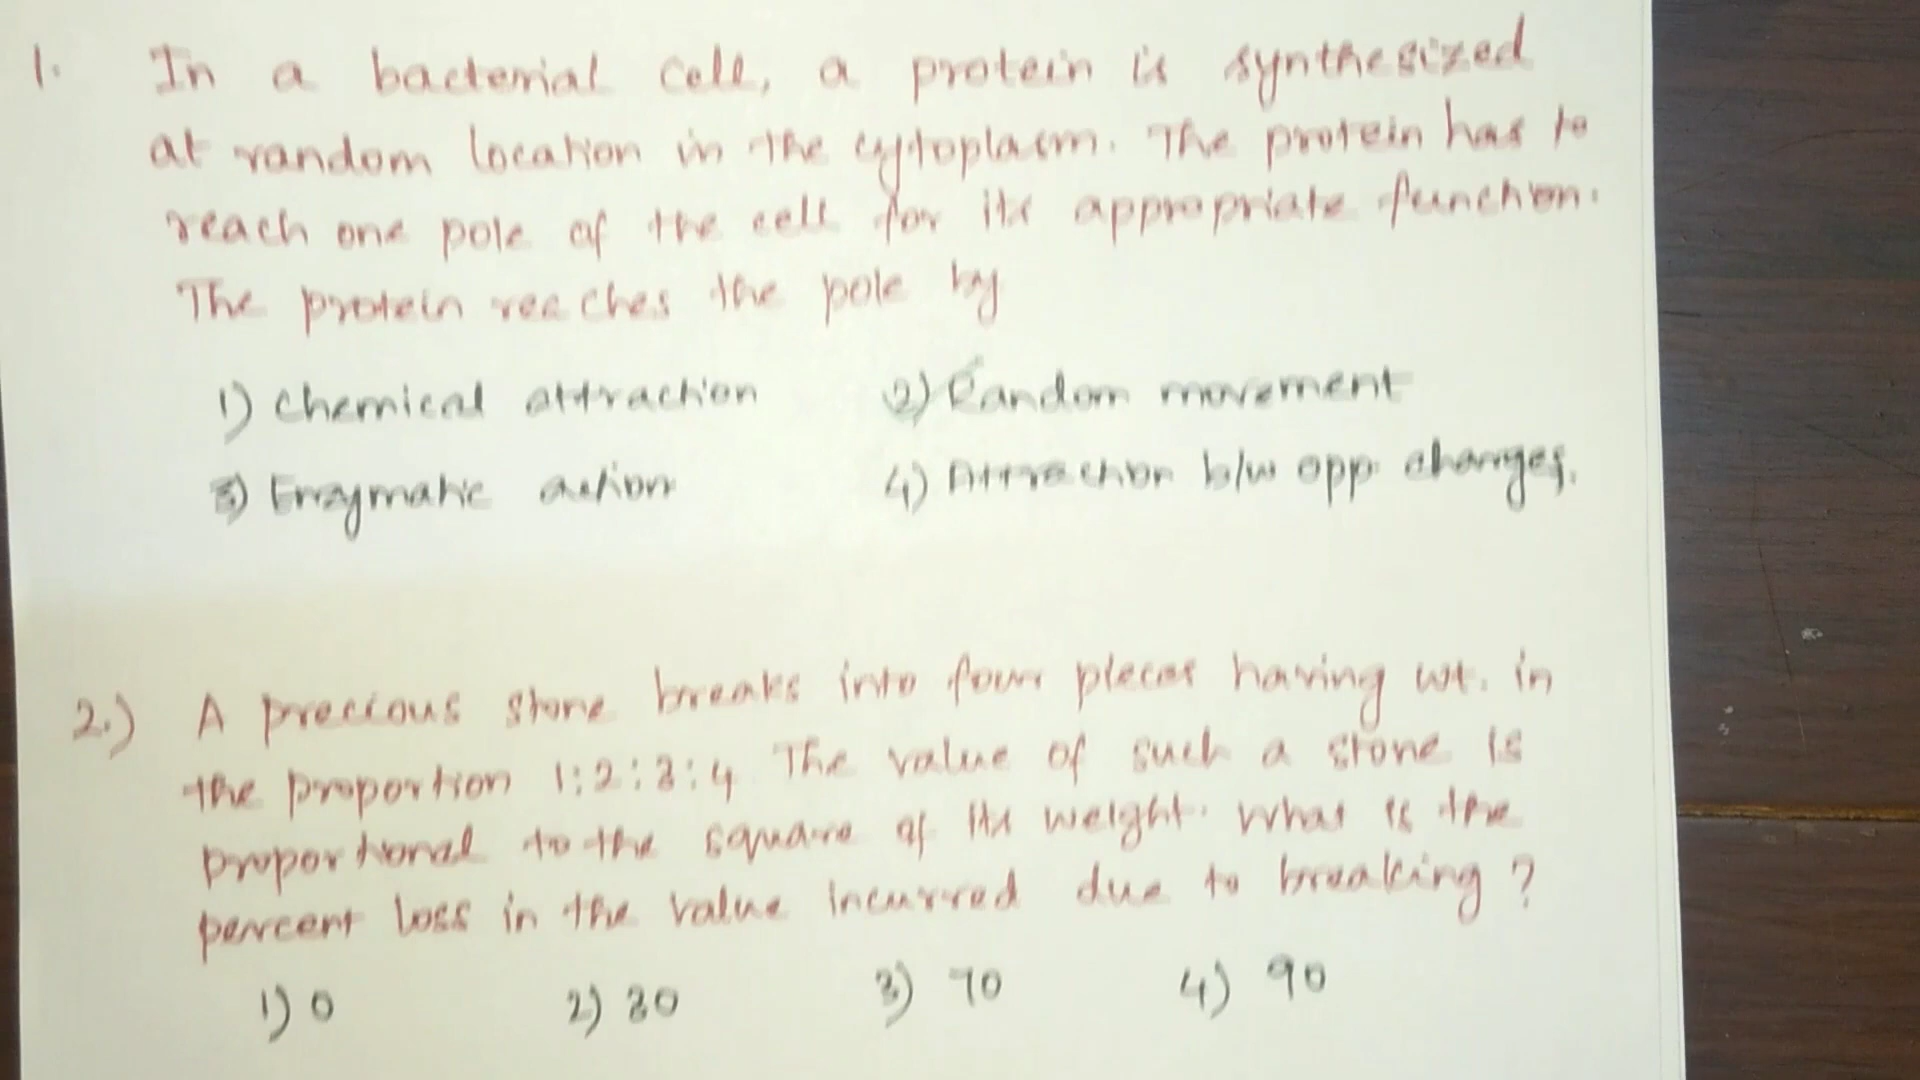 1. In a bacterial cell, a protein is synthesized
at random location in the cytoplasm. The protein has to
reach one pole of the cell for its appropriate function.
The protein reaches the pole by
1) Chemical attraction 2) Random movement
3) Enzymatic action 4) Attraction b/w opp charges.
2.) A precious stone breaks into four pieces having wt. in
the proportion 1:2:3:4 The value of such a stone is
proportional to the square of its weight. What is the
percent loss in the value incurred due to breaking?
1) 0 2) 30 3) 70 4) 90